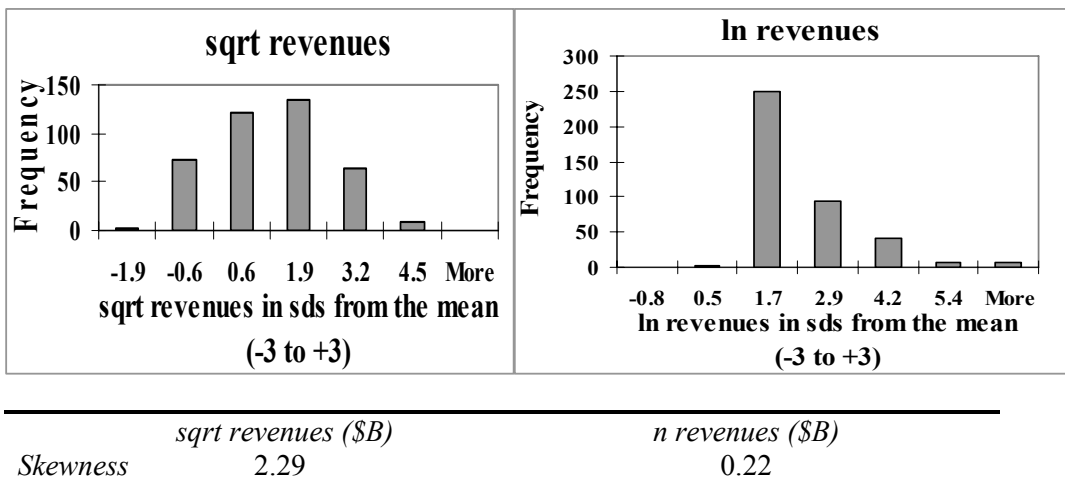 sqrt revenues
Frequency
150
100
50
0
-1.9 -0.6 0.6 1.9 3.2 4.5 More
sqrt revenues in sds from the mean
(-3 to +3)
ln revenues
Frequency
300
250
200
150
100
50
0
-0.8 0.5 1.7 2.9 4.2 5.4 More
ln revenues in sds from the mean
(-3 to +3)
sqrt revenues ($B) n revenues ($B)
Skewness 2.29 0.22